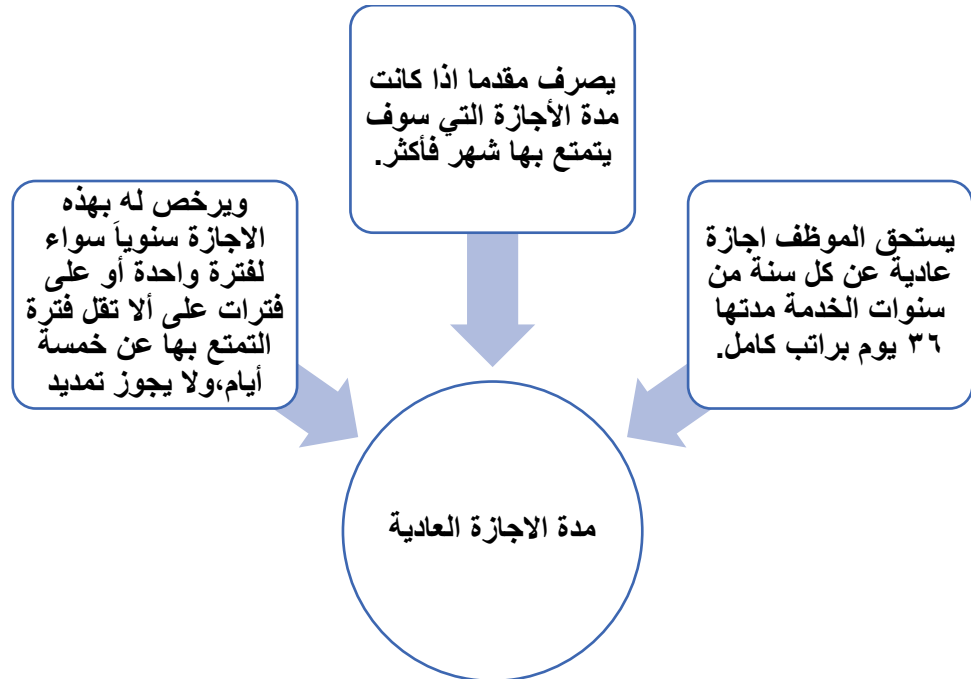 يصرف مقدما اذا كانت
مدة الأجازة التي سوف
يتمتع بها شهر فأكثر.
يستحق الموظف اجازة
عادية عن كل سنة من
سنوات الخدمة مدتها
٣٦ يوم براتب كامل.
ويرخص له بهذه
الاجازة سنوياَ سواء
لفترة واحدة أو على
فترات على ألا تقل فترة
التمتع بها عن خمسة
أيام،ولا يجوز تمديد
مدة الاجازة العادية